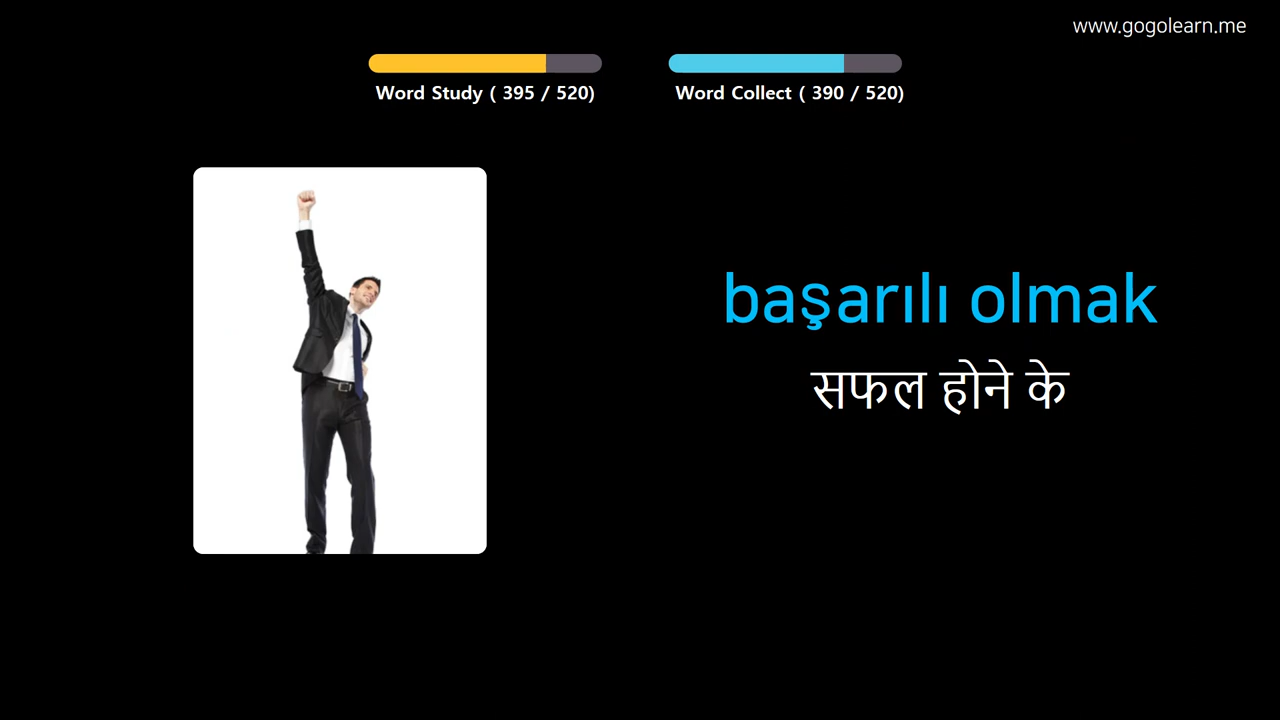 www.gogolearn.me
Word Study ( 395 / 520)
Word Collect ( 390 / 520)
başarılı olmak
सफल होने के